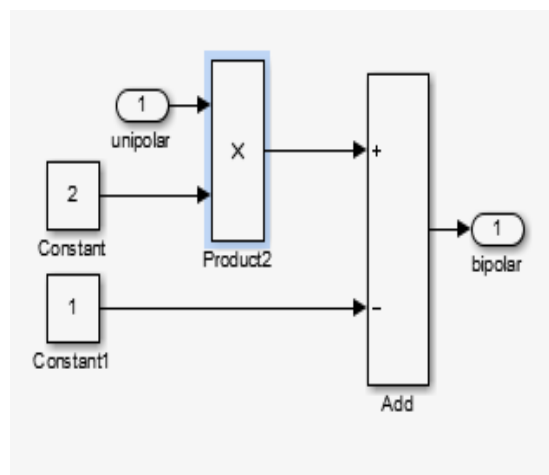 1
unipolar
2
Constant
1
Constant1
X
Product2
+
−
Add
1
bipolar